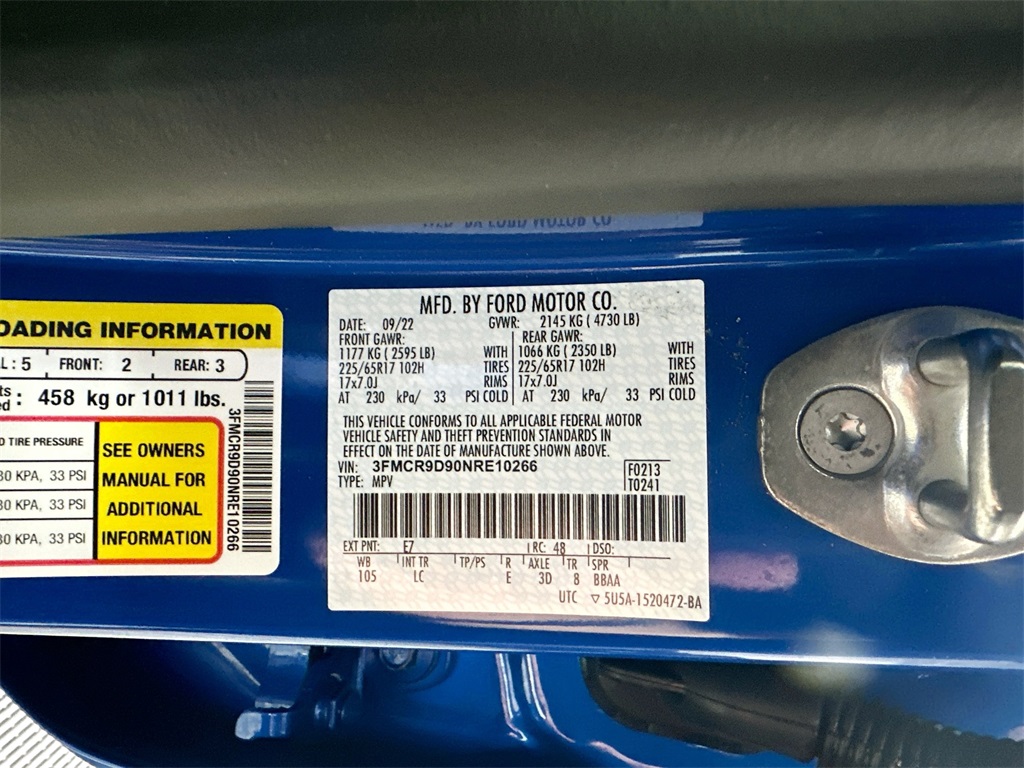 OADING INFORMATION
L : 5 FRONT: 2 REAR: 3
ts
ed : 458 kg or 1011 lbs.
D TIRE PRESSURE
30 KPA, 33 PSI
30 KPA, 33 PSI
30 KPA, 33 PSI
SEE OWNERS
MANUAL FOR
ADDITIONAL
INFORMATION
3FMCR9D90NRE10266
MFD. BY FORD MOTOR CO.
DATE: 09/22 GVWR: 2145 KG ( 4730 LB)
FRONT GAWR: REAR GAWR:
1177 KG ( 2595 LB) WITH 1066 KG ( 2350 LB) WITH
225/65R17 102H TIRES 225/65R17 102H TIRES
17x7.0J RIMS 17x7.0J RIMS
AT 230 kPa/ 33 PSI COLD AT 230 kPa/ 33 PSI COLD
THIS VEHICLE CONFORMS TO ALL APPLICABLE FEDERAL MOTOR
VEHICLE SAFETY AND THEFT PREVENTION STANDARDS IN
EFFECT ON THE DATE OF MANUFACTURE SHOWN ABOVE.
VIN: 3FMCR9D90NRE10266 F0213
TYPE: MPV T0241
EXT PNT: E7 RC: 48 DSO:
WB INT TR TP/PS R AXLE TR SPR
105 LC E 3D 8 BBAA
UTC ▽ 5U5A-1520472-BA